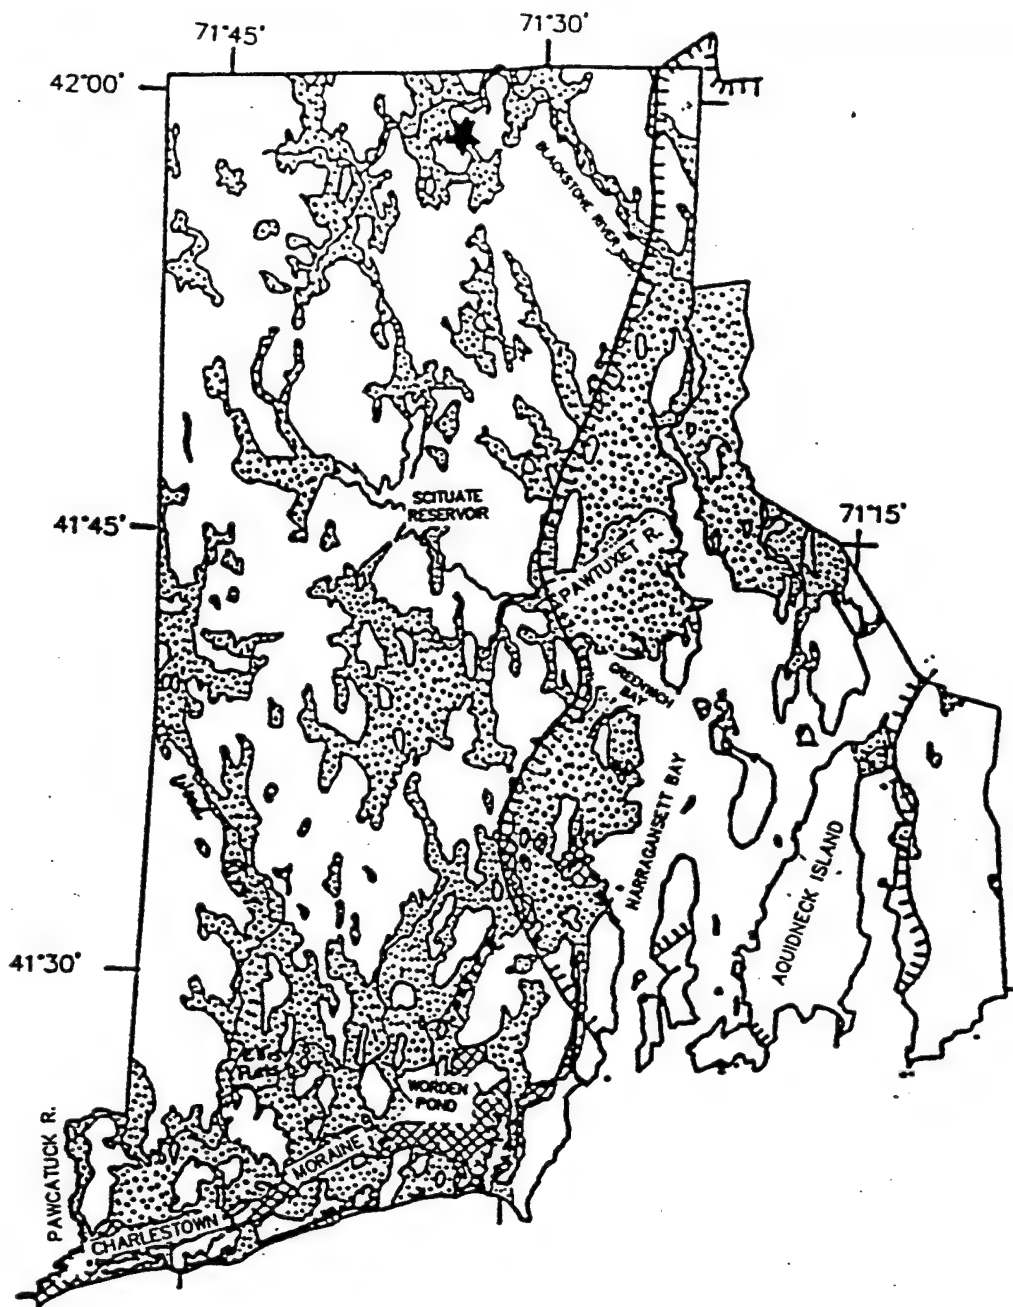 71°45'
71°30'
42°00'
BLACKSTONE RIVER
SCITUATE
RESERVOIR
41°45'
71°15'
PAWTUXET R.
GREENWICH
BAY
NARRAGANSETT BAY
AQUIDNECK ISLAND
41°30'
WORDEN
POND
MORAINE
PAWCATUCK R.
CHARLESTOWN